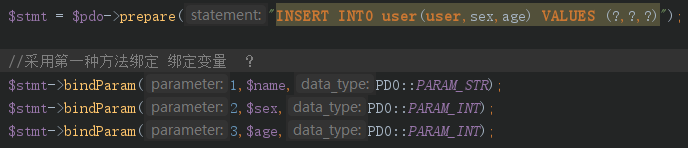 $stmt = $pdo->prepare( statement: "INSERT INTO user(user,sex,age) VALUES (?,?,?)");
//采用第一种方法绑定 绑定变量 ?
$stmt->bindParam( parameter: 1,$name, data_type: PDO::PARAM_STR);
$stmt->bindParam( parameter: 2,$sex, data_type: PDO::PARAM_INT);
$stmt->bindParam( parameter: 3,$age, data_type: PDO::PARAM_INT);